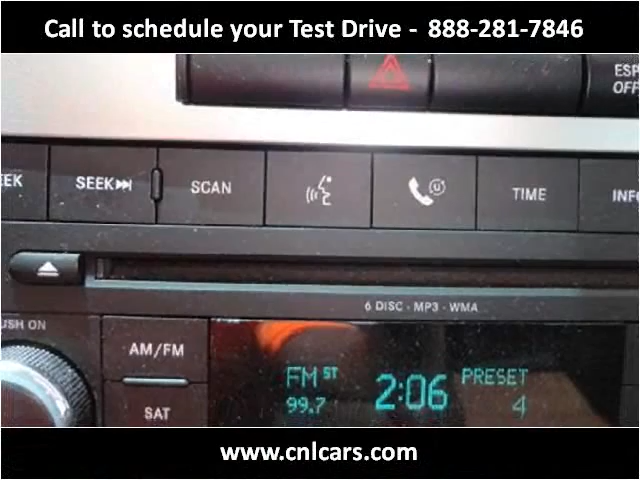 Call to schedule your Test Drive - 888-281-7846
ESP
OFF
EEK
SEEK
SCAN
TIME
INFO
6 DISC · MP3 · WMA
USH ON
AM/FM
SAT
FM ST
99.7
2:06
PRESET
4
www.cnlcars.com